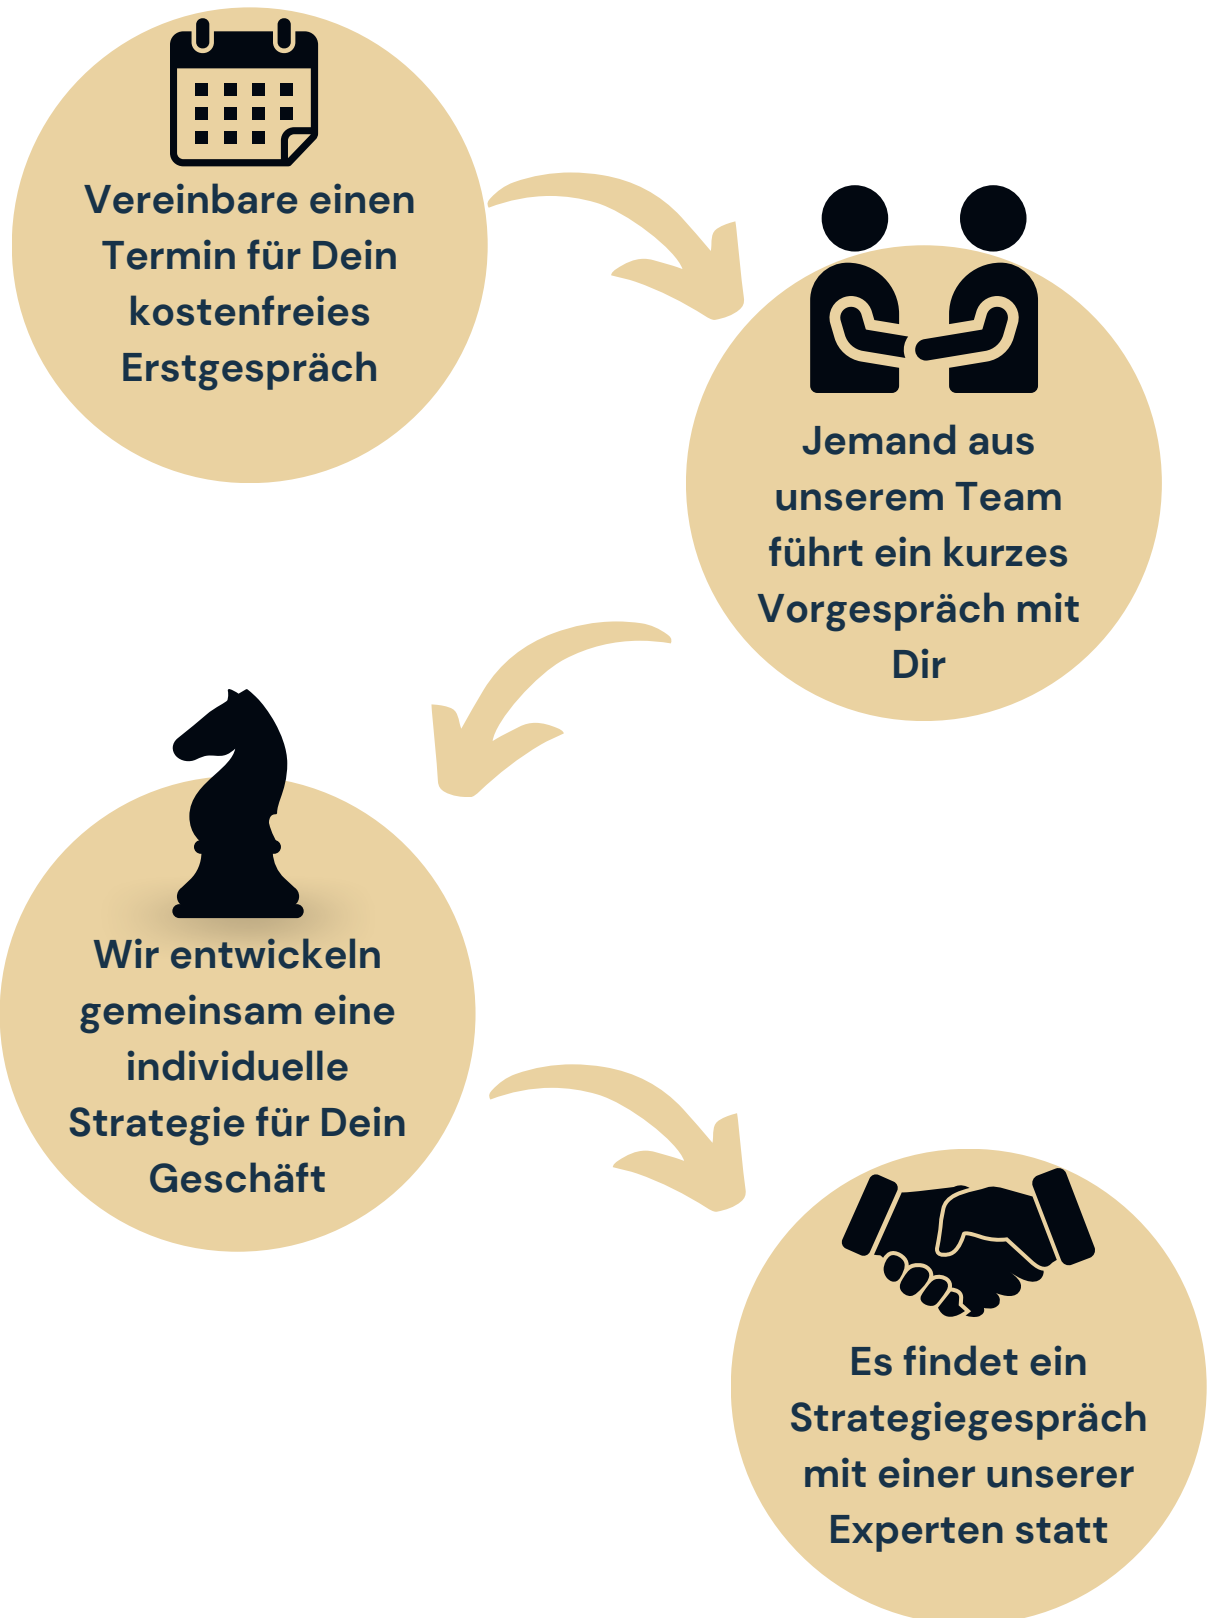 Vereinbare einen
Termin für Dein
kostenfreies
Erstgespräch
Jemand aus
unserem Team
führt ein kurzes
Vorgespräch mit
Dir
Wir entwickeln
gemeinsam eine
individuelle
Strategie für Dein
Geschäft
Es findet ein
Strategiegespräch
mit einer unserer
Experten statt